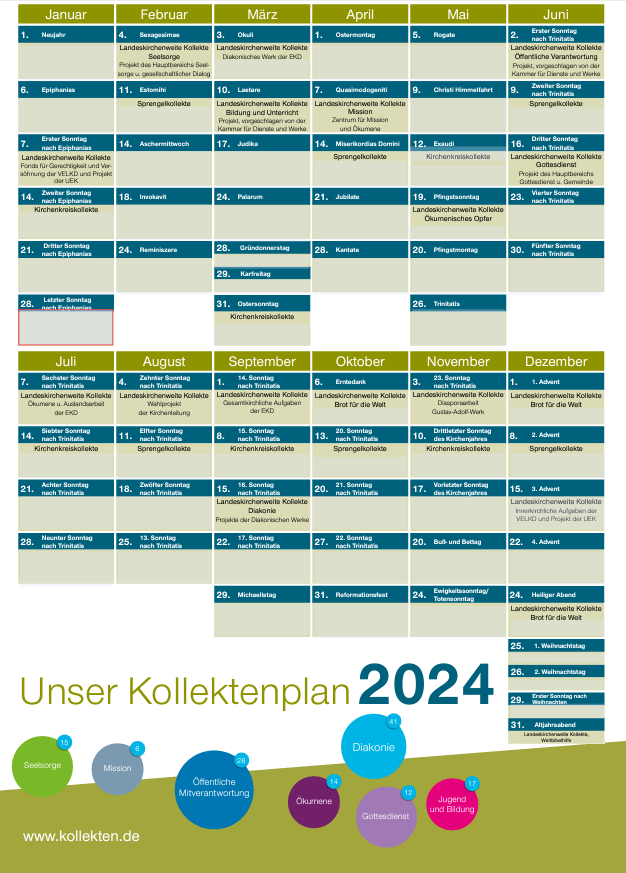 Januar
1. Neujahr
6. Epiphanias
7. Erster Sonntag
nach Epiphanias
Landeskirchenweite Kollekte
Fonds für Gerechtigkeit und Ver-
söhnung der VELKD und Projekt
der UEK
14. Zweiter Sonntag
nach Epiphanias
Kirchenkreiskollekte
21. Dritter Sonntag
nach Epiphanias
28. Letzter Sonntag
nach Epiphanias
Februar
4. Sexagesimae
Landeskirchenweite Kollekte
Seelsorge
Projekt des Hauptbereichs Seel-
sorge u. gesellschaftlicher Dialog
11. Estomihi
Sprengelkollekte
14. Aschermittwoch
18. Invokavit
24. Reminiszere
März
3. Okuli
Landeskirchenweite Kollekte
Diakonisches Werk der EKD
10. Laetare
Landeskirchenweite Kollekte
Bildung und Unterricht
Projekt, vorgeschlagen von der
Kammer für Dienste und Werke
17. Judika
24. Palarum
28. Gründonnerstag
29. Karfreitag
31. Ostersonntag
Kirchenkreiskollekte
April
1. Ostermontag
7. Quasimodogeniti
Landeskirchenweite Kollekte
Mission
Zentrum für Mission
und Ökumene
14. Miserikordias Domini
Sprengelkollekte
21. Jubilate
28. Kantate
Mai
5. Rogate
9. Christi Himmelfahrt
12. Exaudi
Kirchenkreiskollekte
19. Pfingstsonntag
Landeskirchenweite Kollekte
Ökumenisches Opfer
20. Pfingstmontag
26. Trinitatis
Juni
2. Erster Sonntag
nach Trinitatis
Landeskirchenweite Kollekte
Öffentliche Verantwortung
Projekt, vorgeschlagen von der
Kammer für Dienste und Werke
9. Zweiter Sonntag
nach Trinitatis
Sprengelkollekte
16. Dritter Sonntag
nach Trinitatis
Landeskirchenweite Kollekte
Gottesdienst
Projekt des Hauptbereichs
Gottesdienst u. Gemeinde
23. Vierter Sonntag
nach Trinitatis
30. Fünfter Sonntag
nach Trinitatis
Juli
7. Sechster Sonntag
nach Trinitatis
Landeskirchenweite Kollekte
Ökumene u. Auslandsarbeit
der EKD
14. Siebter Sonntag
nach Trinitatis
Kirchenkreiskollekte
21. Achter Sonntag
nach Trinitatis
28. Neunter Sonntag
nach Trinitatis
August
4. Zehnter Sonntag
nach Trinitatis
Landeskirchenweite Kollekte
Wahlprojekt
der Kirchenleitung
11. Elfter Sonntag
nach Trinitatis
Sprengelkollekte
18. Zwölfter Sonntag
nach Trinitatis
25. 13. Sonntag
nach Trinitatis
September
1. 14. Sonntag
nach Trinitatis
Landeskirchenweite Kollekte
Gesamtkirchliche Aufgaben
der EKD
8. 15. Sonntag
nach Trinitatis
Kirchenkreiskollekte
15. 16. Sonntag
nach Trinitatis
Landeskirchenweite Kollekte
Diakonie
Projekte der Diakonischen Werke
22. 17. Sonntag
nach Trinitatis
29. Michaelistag
Oktober
6. Erntedank
Landeskirchenweite Kollekte
Brot für die Welt
13. 20. Sonntag
nach Trinitatis
Sprengelkollekte
20. 21. Sonntag
nach Trinitatis
27. 22. Sonntag
nach Trinitatis
31. Reformationsfest
November
3. 23. Sonntag
nach Trinitatis
Landeskirchenweite Kollekte
Diasporaarbeit
Gustav-Adolf-Werk
10. Drittletzter Sonntag
des Kirchenjahres
Kirchenkreiskollekte
17. Vorletzter Sonntag
des Kirchenjahres
20. Buß- und Bettag
24. Ewigkeitssonntag/
Totensonntag
Dezember
1. 1. Advent
Landeskirchenweite Kollekte
Brot für die Welt
8. 2. Advent
Sprengelkollekte
15. 3. Advent
Landeskirchenweite Kollekte
Innerkirchliche Aufgaben der
VELKD und Projekt der UEK
22. 4. Advent
24. Heiliger Abend
Landeskirchenweite Kollekte
Brot für die Welt
25. 1. Weihnachtstag
26. 2. Weihnachtstag
29. Erster Sonntag nach
Weihnachten
31. Altjahrsabend
Landeskirchenweite Kollekte,
Weltbibelhilfe
Unser Kollektenplan 2024
Seelsorge
15
Mission
6
Öffentliche
Mitverantwortung
28
Ökumene
14
Diakonie
41
Gottesdienst
12
Jugend
und Bildung
17
www.kollekten.de